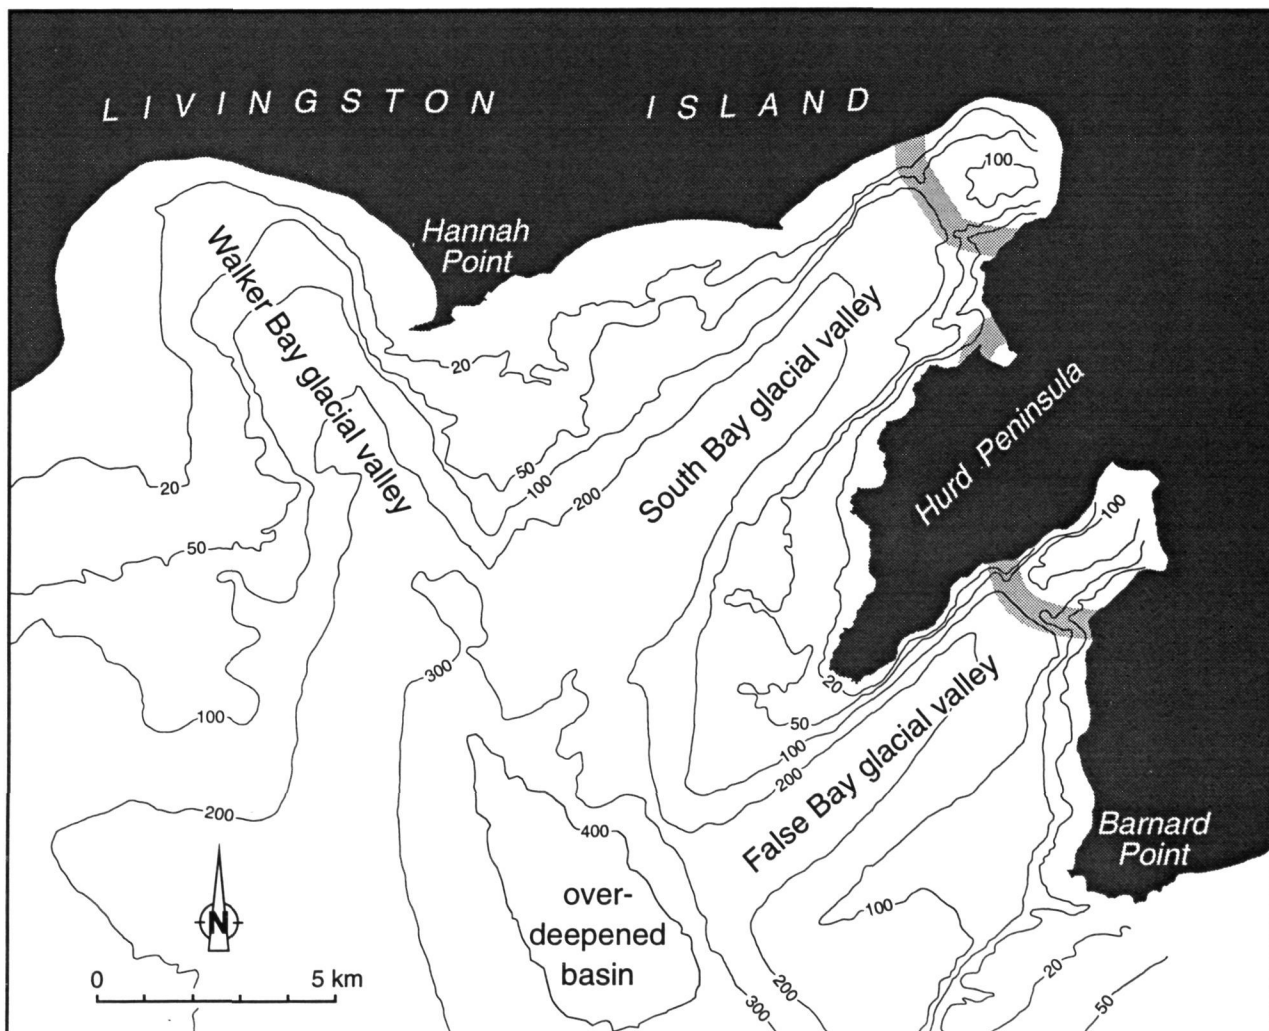 LIVINGSTON ISLAND
100
Hannah
Point
Walker Bay glacial valley
South Bay glacial valley
20
Hurd Peninsula
50
20
100
200
100
50
300
20
50
100
100
200
False Bay glacial valley
200
400
Barnard
Point
over-
deepened
basin
100
N
0
5 km
200
300
20
50